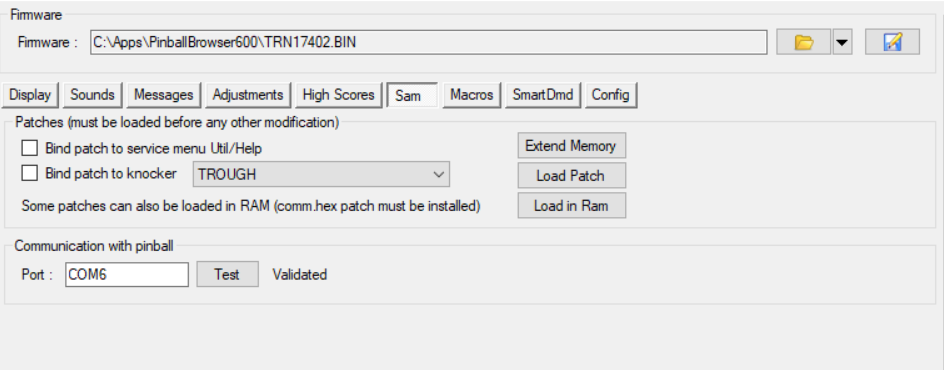 Firmware
Firmware : C:\Apps\PinballBrowser600\TRN17402.BIN
Display Sounds Messages Adjustments High Scores Sam Macros SmartDmd Config
Patches (must be loaded before any other modification)
Bind patch to service menu Util/Help Extend Memory
Bind patch to knocker TROUGH Load Patch
Some patches can also be loaded in RAM (comm.hex patch must be installed) Load in Ram
Communication with pinball
Port : COM6 Test Validated